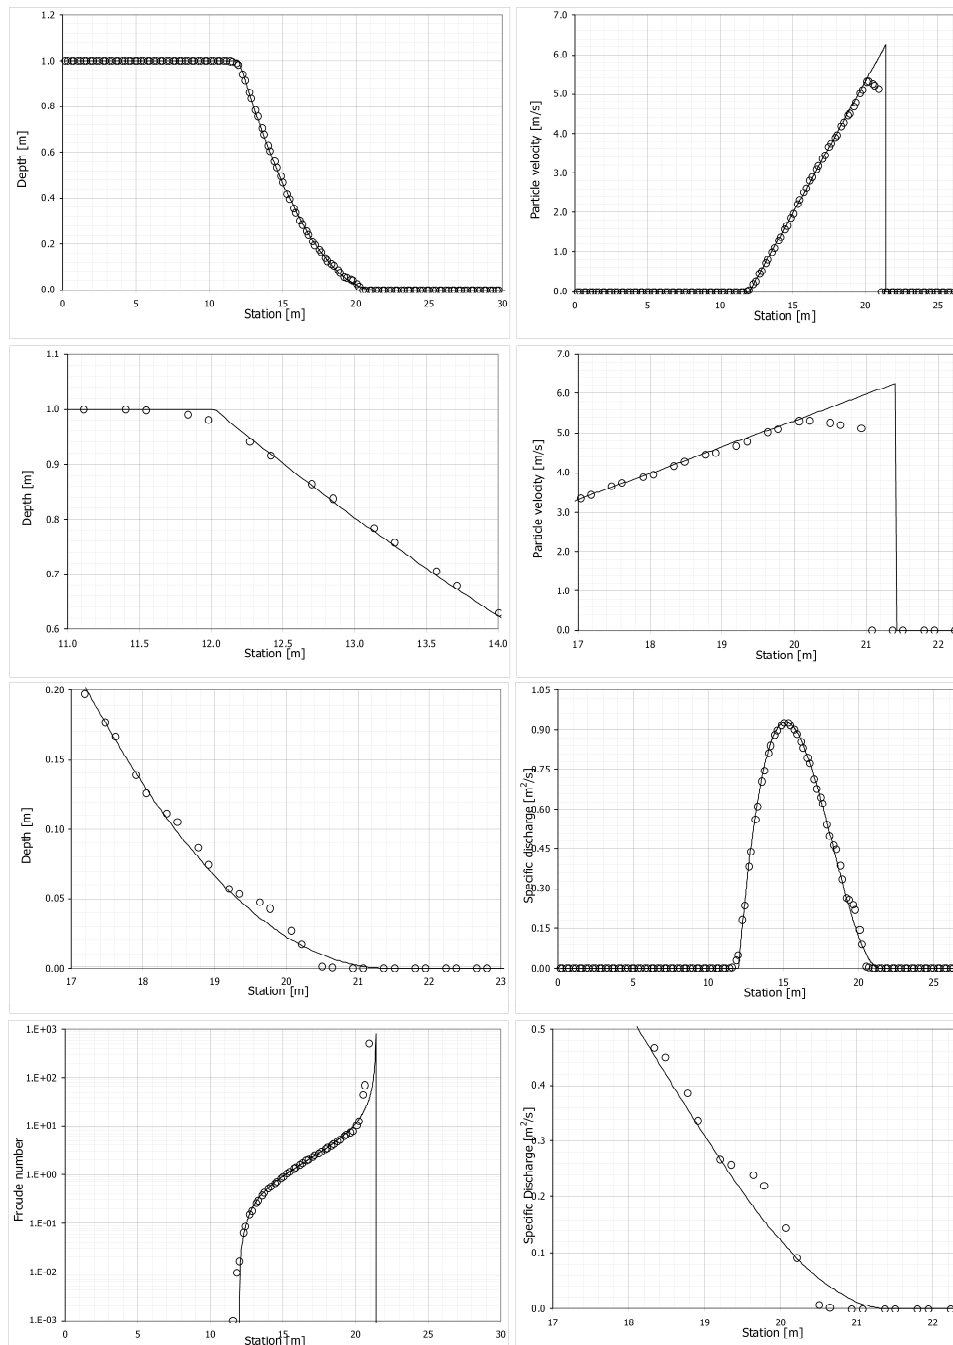 1.2
1.0
0.8
0.6
0.4
0.2
0.0
0 5 10 15 20 25 30
Depth [m]
Station [m]
7.0
6.0
5.0
4.0
3.0
2.0
1.0
0.0
0 5 10 15 20 25
Particle velocity [m/s]
Station [m]
1.1
1.0
0.9
0.8
0.7
0.6
11.0 11.5 12.0 12.5 13.0 13.5 14.0
Depth [m]
Station [m]
7.0
6.0
5.0
4.0
3.0
2.0
1.0
0.0
17 18 19 20 21 22
Particle velocity [m/s]
Station [m]
0.20
0.15
0.10
0.05
0.00
17 18 19 20 21 22 23
Depth [m]
Station [m]
1.05
0.90
0.75
0.60
0.45
0.30
0.15
0.00
0 5 10 15 20 25
Specific discharge [m²/s]
Station [m]
1.E+03
1.E+02
1.E+01
1.E+00
1.E-01
1.E-02
1.E-03
0 5 10 15 20 25 30
Froude number
Station [m]
0.5
0.4
0.3
0.2
0.1
0.0
17 18 19 20 21 22
Specific Discharge [m²/s]
Station [m]